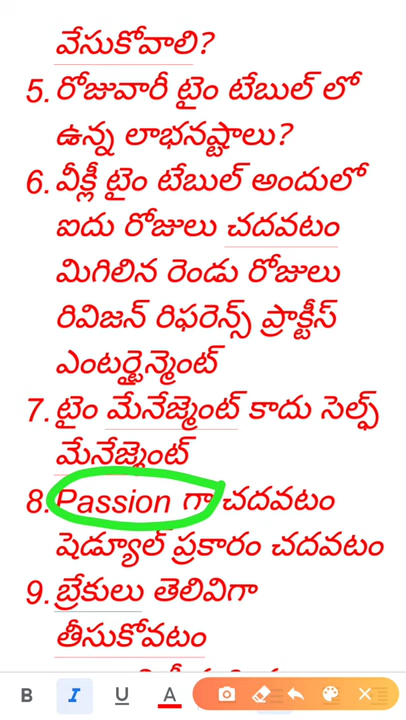 వేసుకోవాలి?
5. రోజువారీ టైం టేబుల్ లో
ఉన్న లాభనష్టాలు?
6. వీక్లీ టైం టేబుల్ అందులో
ఐదు రోజులు చదవటం
మిగిలిన రెండు రోజులు
రివిజన్ రిఫరెన్స్ ప్రాక్టీస్
ఎంటర్టైన్మెంట్
7. టైం మేనేజ్మెంట్ కాదు సెల్ఫ్
మేనేజ్మెంట్
8. Passion గా చదవటం
షెడ్యూల్ ప్రకారం చదవటం
9. బ్రేకులు తెలివిగా
తీసుకోవటం
B I U A